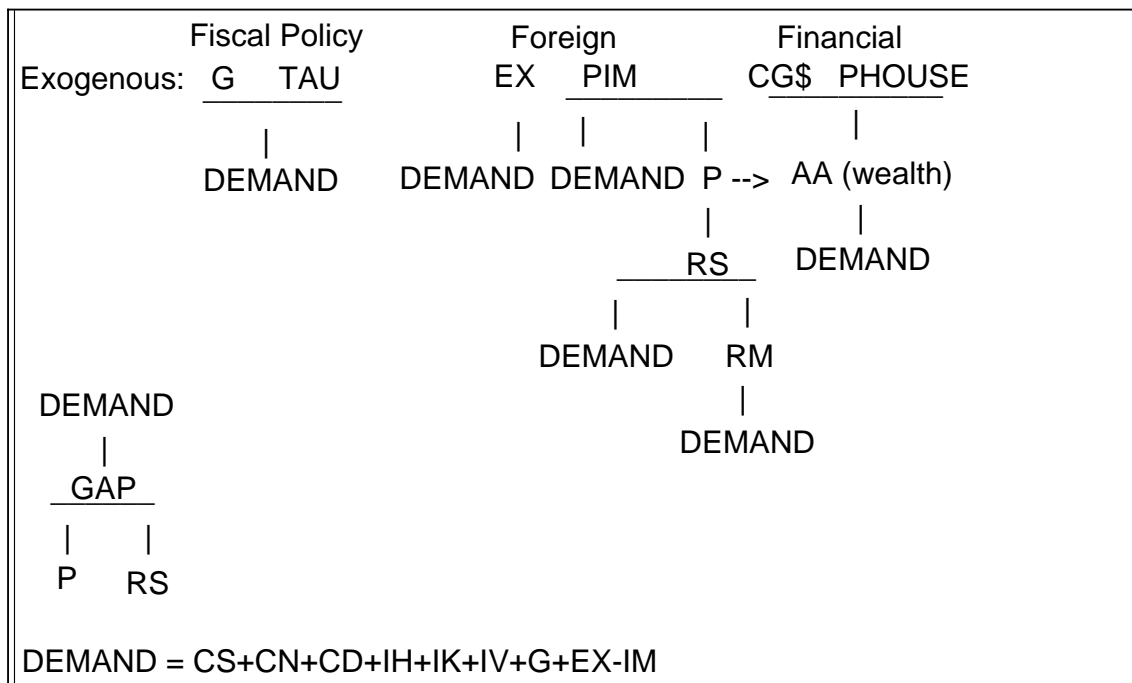 Fiscal Policy Foreign Financial
Exogenous: G TAU EX PIM CG$ PHOUSE
DEMAND DEMAND DEMAND P --> AA (wealth)
RS DEMAND
DEMAND RM
DEMAND
DEMAND
GAP
P RS
DEMAND = CS+CN+CD+IH+IK+IV+G+EX-IM